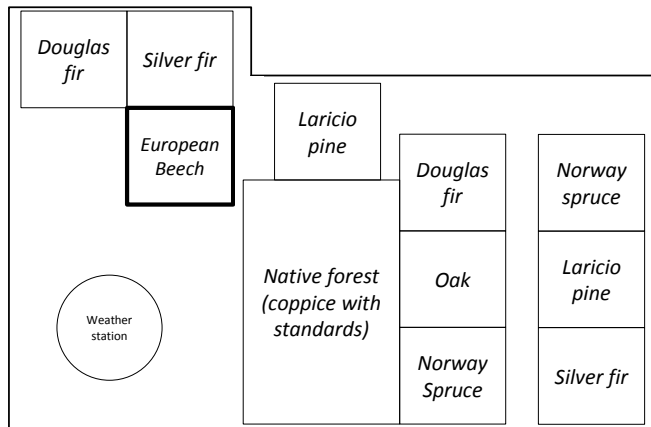 Douglas
fir
Silver fir
European
Beech
Laricio
pine
Douglas
fir
Norway
spruce
Native forest
(coppice with
standards)
Oak
Laricio
pine
Weather
station
Norway
Spruce
Silver fir